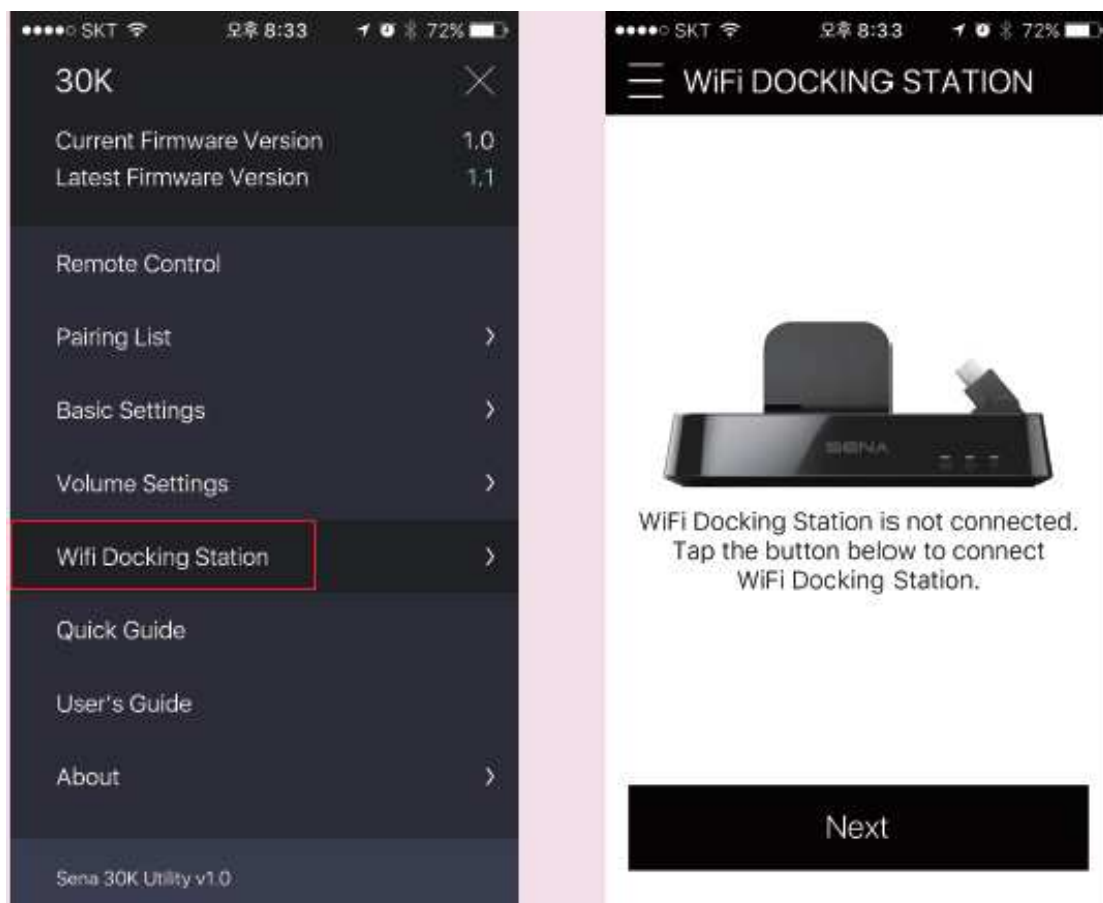 SKT 오후 8:33 72%
30K
Current Firmware Version 1.0
Latest Firmware Version 1.1
Remote Control
Pairing List
Basic Settings
Volume Settings
Wifi Docking Station
Quick Guide
User's Guide
About
Sena 30K Utility v1.0
SKT 오후 8:33 72%
WiFi DOCKING STATION
SENA
WiFi Docking Station is not connected.
Tap the button below to connect
WiFi Docking Station.
Next